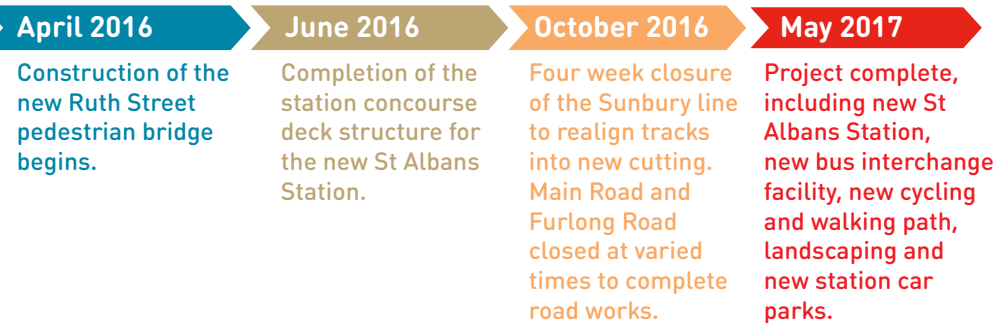 April 2016
Construction of the
new Ruth Street
pedestrian bridge
begins.
June 2016
Completion of the
station concourse
deck structure for
the new St Albans
Station.
October 2016
Four week closure
of the Sunbury line
to realign tracks
into new cutting.
Main Road and
Furlong Road
closed at varied
times to complete
road works.
May 2017
Project complete,
including new St
Albans Station,
new bus interchange
facility, new cycling
and walking path,
landscaping and
new station car
parks.